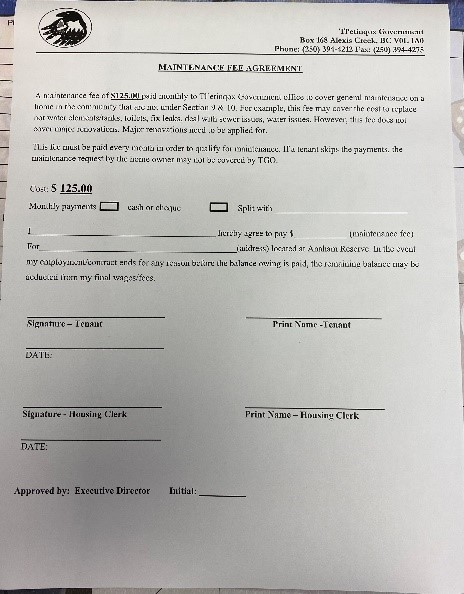 Tl'etinqox Government
Box 168 Alexis Creek, BC V0L 1A0
Phone: (250) 394-4212 Fax: (250) 394-4275
MAINTENANCE FEE AGREEMENT
A maintenance fee of $125.00 paid monthly to Tl'etinqox Government office to cover general maintenance on a
home in the community that are not under Section 9 & 10. For example, this fee may cover the cost to replace
hot water elements/tanks, toilets, fix leaks, deal with sewer issues, water issues. However, this fee does not
cover major renovations. Major renovations need to be applied for.
This fee must be paid every month in order to qualify for maintenance. If a tenant skips the payments, the
maintenance request by the home owner may not be covered by TGO.
Cost: $ 125.00
Monthly payments cash or cheque Split with
I hereby agree to pay $ (maintenance fee)
For (address) located at Anaham Reserve. In the event
my employment/contract ends for any reason before the balance owing is paid, the remaining balance may be
deducted from my final wages/fees.
Signature – Tenant Print Name -Tenant
DATE:
Signature - Housing Clerk Print Name – Housing Clerk
DATE:
Approved by: Executive Director Initial: